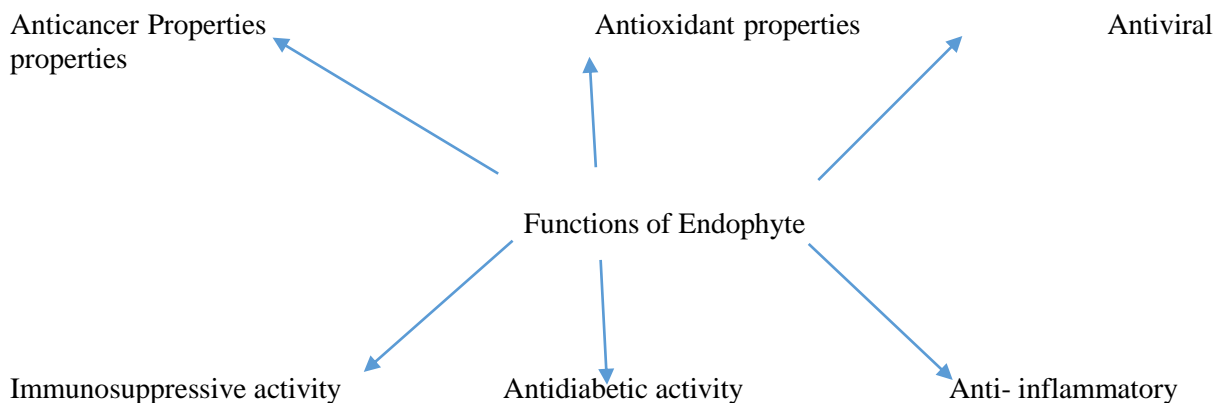 Anticancer Properties Antioxidant properties Antiviral
properties
Functions of Endophyte
Immunosuppressive activity Antidiabetic activity Anti- inflammatory